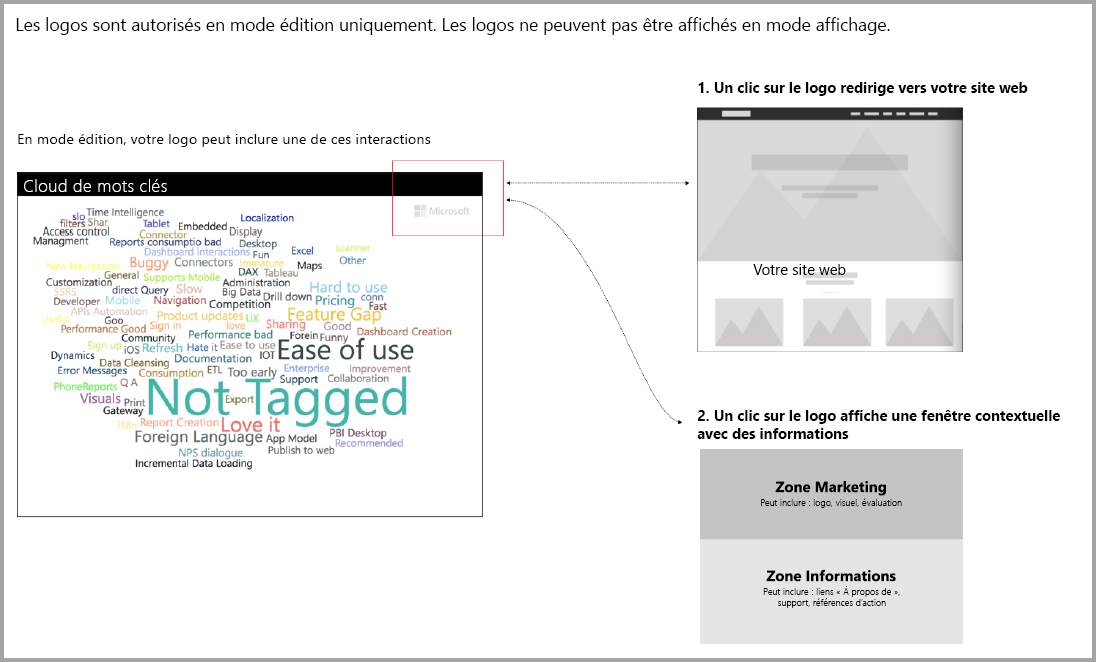 Les logos sont autorisés en mode édition uniquement. Les logos ne peuvent pas être affichés en mode affichage.
1. Un clic sur le logo redirige vers votre site web
En mode édition, votre logo peut inclure une de ces interactions
Cloud de mots clés
Microsoft
slo Time Intelligence
filters Shar Tablet Embedded Localization
Access control Connector Display
Managment Reports consumptio bad Desktop
Dashboard interactions Fun Excel scanner
New Navigation Buggy Connectors Immature Maps Other
General Supports Mobile DAX Tableau
Customization Administration
SSRS direct Query Slow Big Data Drill down Hard to use
Developer Mobile Navigation Competition Pricing conn
APIs Automation Fast
Useful Goo Product updates UX Feature Gap
Performance Good Sign in love Sharing Good Dashboard Creation
Community Performance bad Forein Funny
Sign up iOS Refresh Hate it Ease to use Ease of use
Dynamics Data Cleansing Documentation IOT
Error Messages Consumption ETL Too early Enterprise Improvement
PhoneReports Q A Support Collaboration
Visuals Print Not Tagged Export
Gateway
i18n Report Creation Love it
Foreign Language App Model PBI Desktop
NPS dialogue Publish to web Recommended
Incremental Data Loading
Votre site web
2. Un clic sur le logo affiche une fenêtre contextuelle
avec des informations
Zone Marketing
Peut inclure : logo, visuel, évaluation
Zone Informations
Peut inclure : liens « À propos de »,
support, références d'action